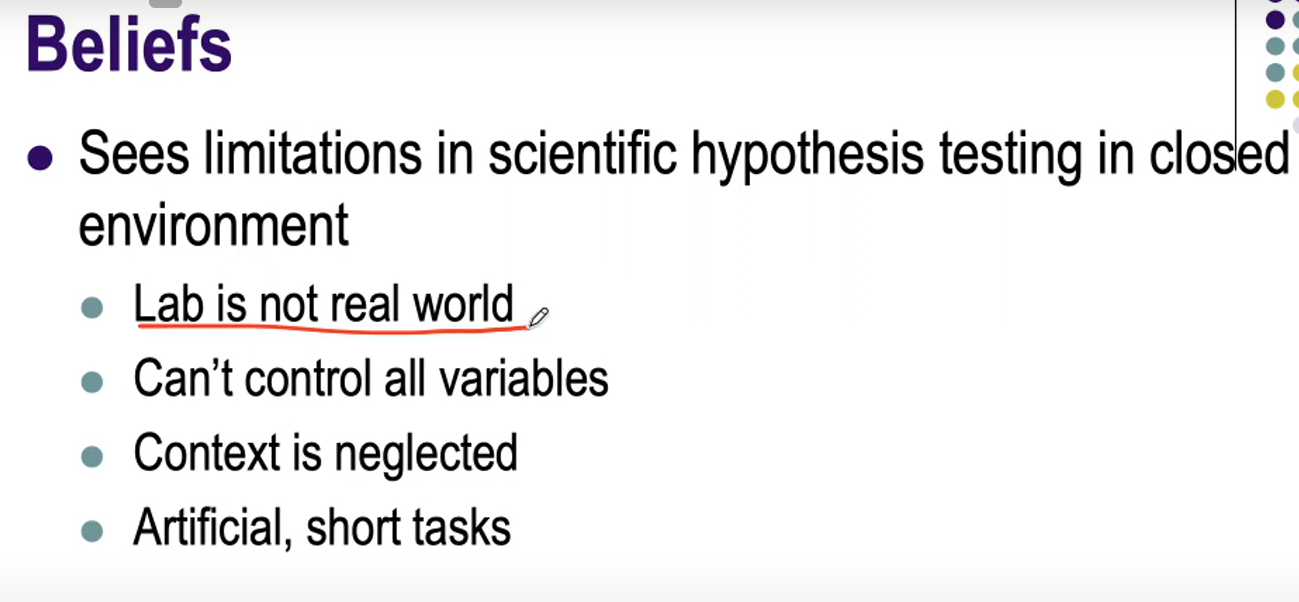 Beliefs
Sees limitations in scientific hypothesis testing in closed
environment
Lab is not real world
Can't control all variables
Context is neglected
Artificial, short tasks